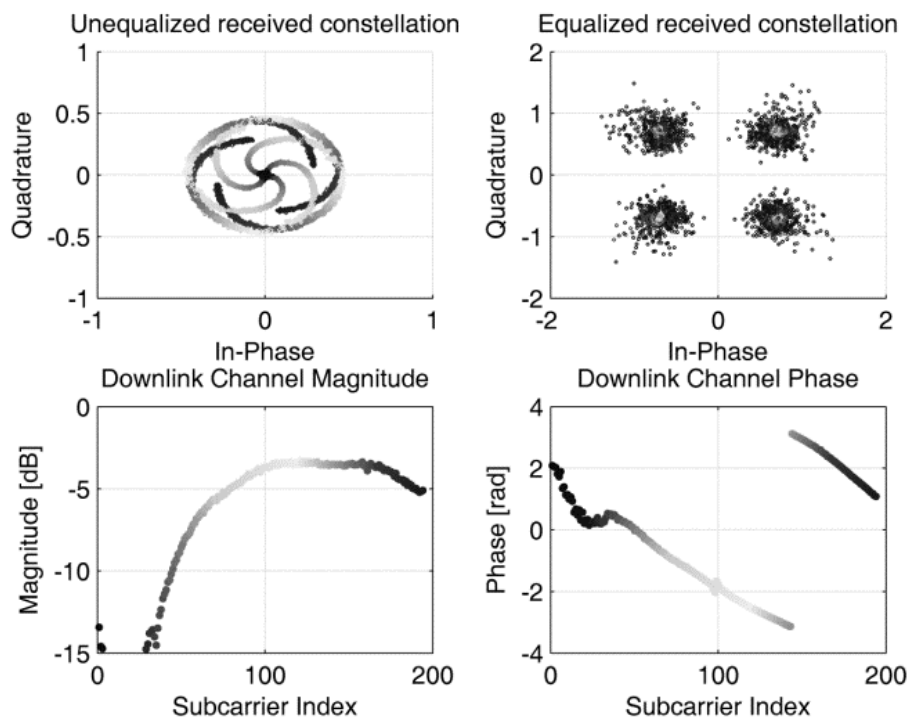 Unequalized received constellation
Equalized received constellation
1
0.5
0
-0.5
-1
Quadrature
-1
0
1
In-Phase
2
1
0
-1
-2
Quadrature
-2
0
2
In-Phase
Downlink Channel Magnitude
Downlink Channel Phase
0
-5
-10
-15
Magnitude [dB]
0
100
200
Subcarrier Index
4
2
0
-2
-4
Phase [rad]
0
100
200
Subcarrier Index